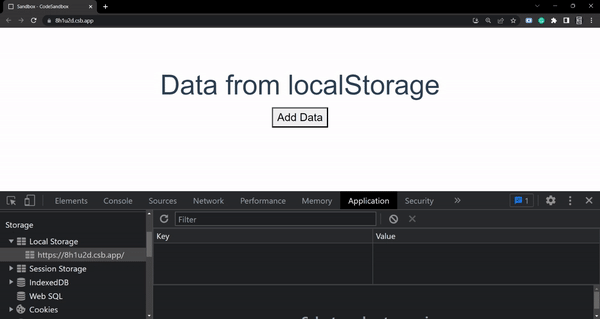 Sandbox - CodeSandbox
8h1u2d.csb.app
Data from localStorage
Add Data
Elements Console Sources Network Performance Memory Application Security 1
Filter
Storage
Key Value
Local Storage
https://8h1u2d.csb.app/
Session Storage
IndexedDB
Web SQL
Cookies